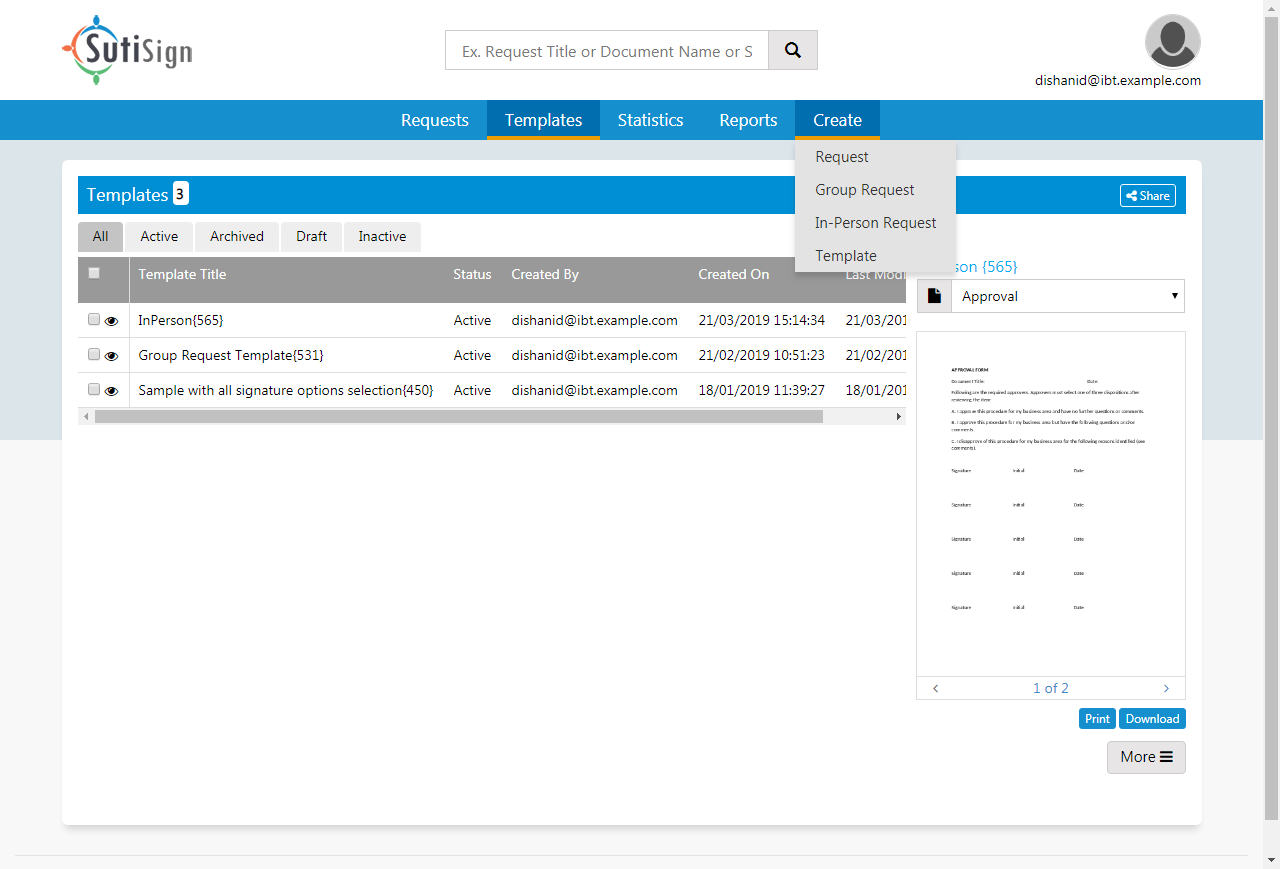 SutiSign
Ex. Request Title or Document Name or S
dishanid@ibt.example.com
Requests Templates Statistics Reports Create
Request
Group Request
In-Person Request
Template
Templates 3
Share
All Active Archived Draft Inactive
Template Title Status Created By Created On Last Modi
InPerson{565} Active dishanid@ibt.example.com 21/03/2019 15:14:34 21/03/201
Group Request Template{531} Active dishanid@ibt.example.com 21/02/2019 10:51:23 21/02/201
Sample with all signature options selection{450} Active dishanid@ibt.example.com 18/01/2019 11:39:27 18/01/201
son {565}
Approval
APPROVAL FORM
Document Title: Date:
Following are the required approvers. Approvers must select one of three dispositions after
reviewing the item:
A. I approve this procedure for my business area and have no further questions or comments.
B. I approve this procedure for my business area but have the following questions and/or
comments.
C. I disapprove of this procedure for my business area for the following reasons identified (see
comments).
Signature Initial Date
Signature Initial Date
Signature Initial Date
Signature Initial Date
Signature Initial Date
1 of 2
Print Download
More